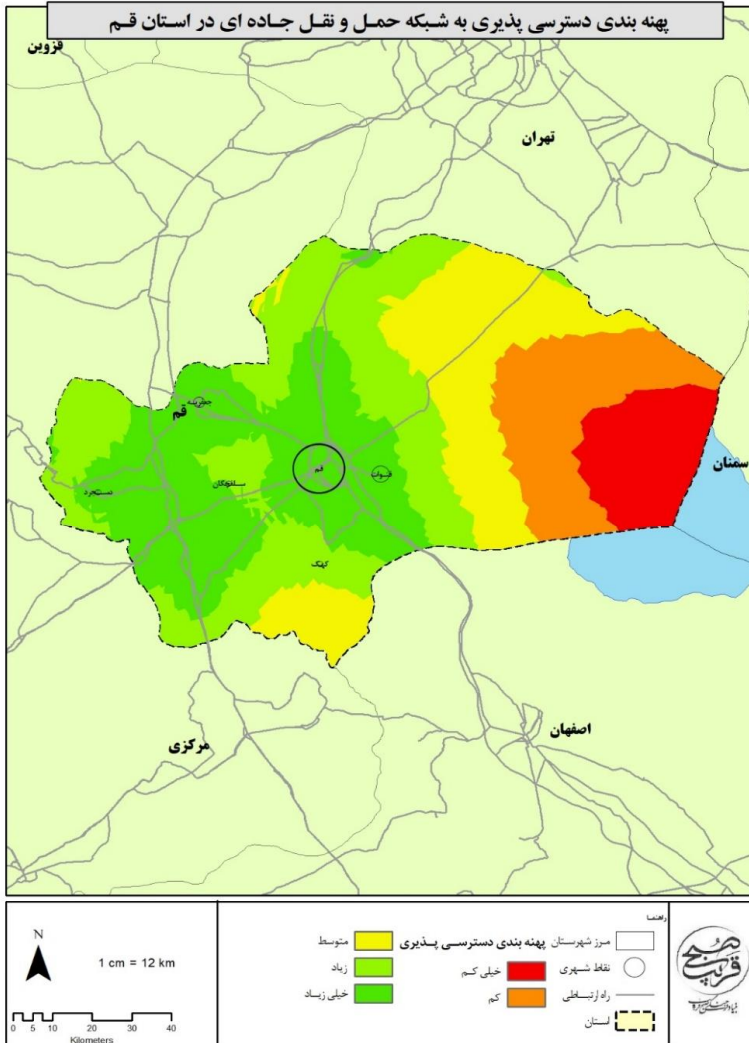 پهنه بندی دسترسی پذیری به شبکه حمل و نقل جاده ای در استان قم
قزوین
تهران
جعفریه
قم
سمنان
قم
قنوات
سلفچگان
دستجرد
کهک
اصفهان
مرکزی
راهنما
مرز شهرستان
نقاط شهری
راه ارتباطی
استان
پهنه بندی دسترسی پذیری
خیلی کم
کم
متوسط
زیاد
خیلی زیاد
N
1 cm = 12 km
0 5 10 20 30 40
Kilometers